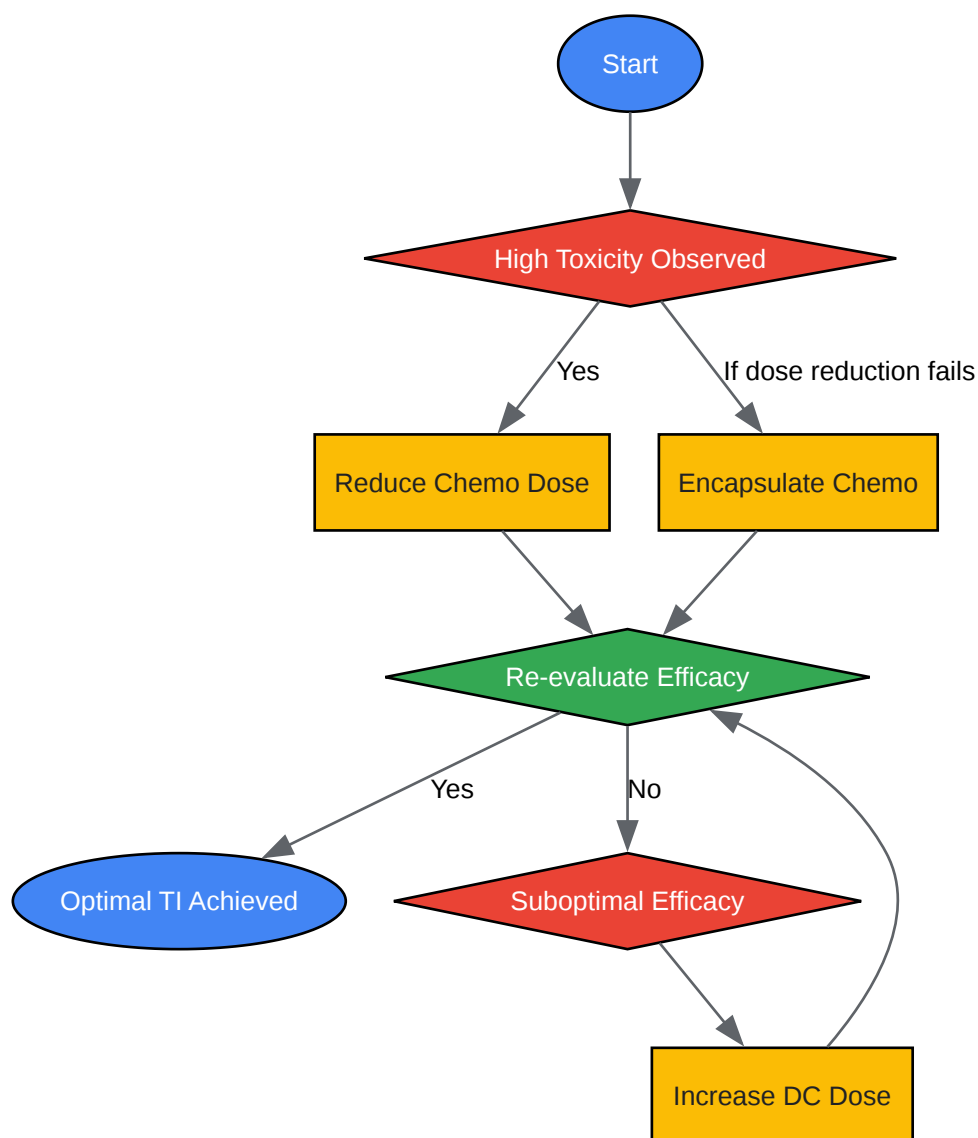 Start
High Toxicity Observed
Yes
If dose reduction fails
Reduce Chemo Dose
Encapsulate Chemo
Re-evaluate Efficacy
Yes
No
Optimal TI Achieved
Suboptimal Efficacy
Increase DC Dose